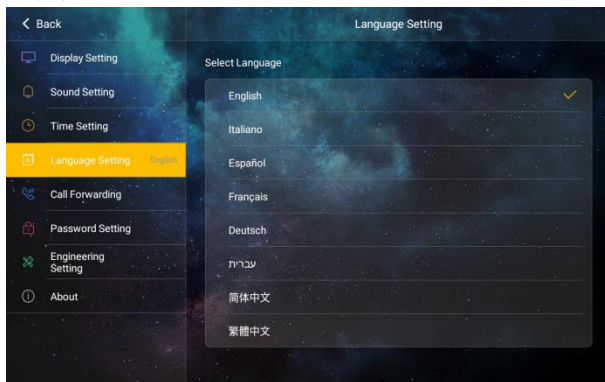 Back
Language Setting
Display Setting
Sound Setting
Time Setting
Language Setting English
Call Forwarding
Password Setting
Engineering
Setting
About
Select Language
English
Italiano
Español
Français
Deutsch
עברית
简体中文
繁體中文